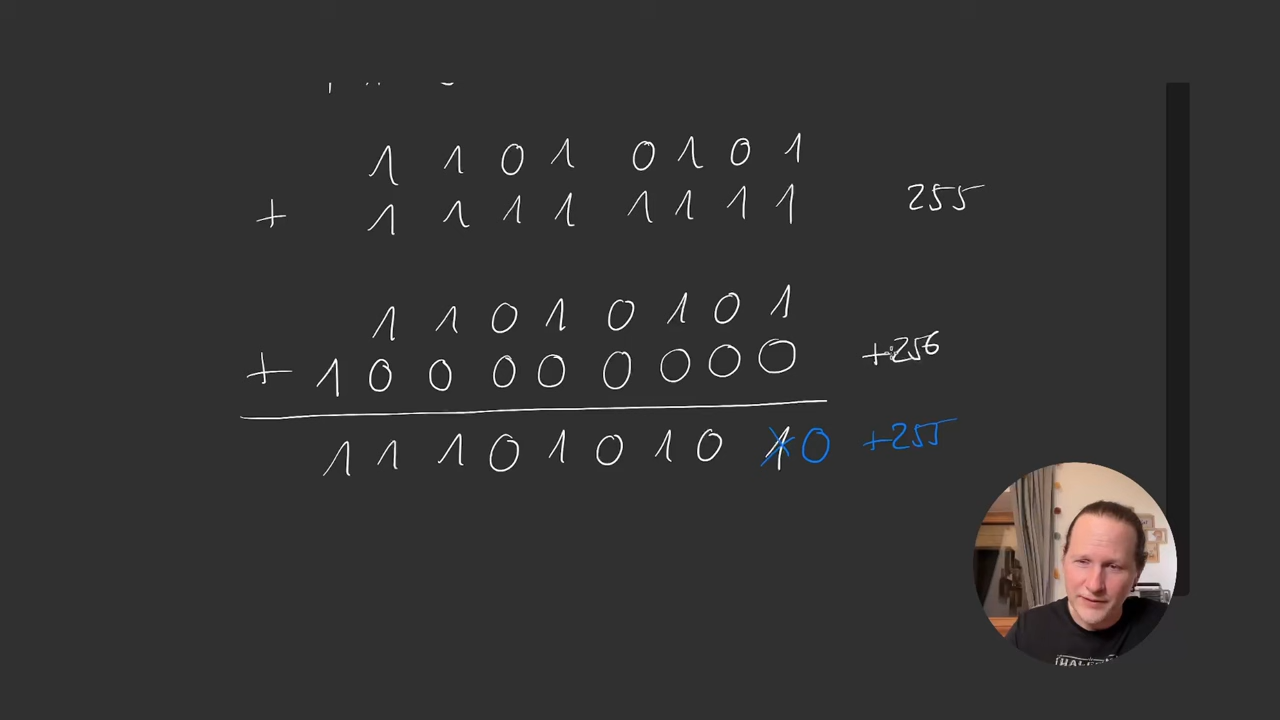 1 1 0 1 0 1 0 1
+ 1 1 1 1 1 1 1 1 255
1 1 0 1 0 1 0 1
+ 1 0 0 0 0 0 0 0 0 +256
1 1 1 0 1 0 1 0 1 0 +255